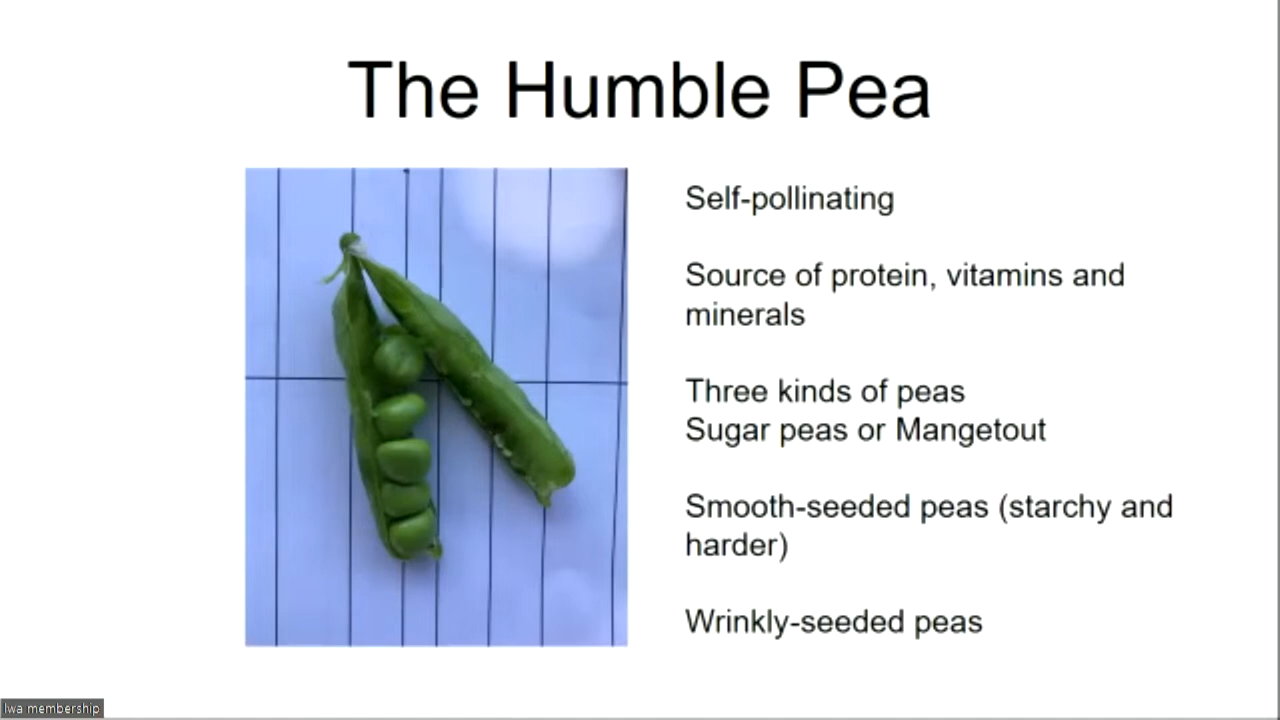 The Humble Pea
Self-pollinating
Source of protein, vitamins and
minerals
Three kinds of peas
Sugar peas or Mangetout
Smooth-seeded peas (starchy and
harder)
Wrinkly-seeded peas
lwa membership